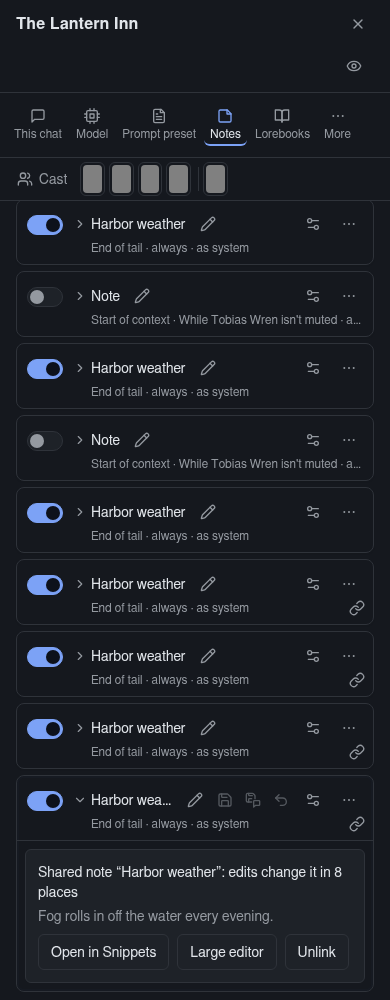 The Lantern Inn
This chat Model Prompt preset Notes Lorebooks More
Cast
Harbor weather
End of tail · always · as system
Note
Start of context · While Tobias Wren isn't muted · a...
Harbor weather
End of tail · always · as system
Note
Start of context · While Tobias Wren isn't muted · a...
Harbor weather
End of tail · always · as system
Harbor weather
End of tail · always · as system
Harbor weather
End of tail · always · as system
Harbor weather
End of tail · always · as system
Harbor wea...
End of tail · always · as system
Shared note “Harbor weather”: edits change it in 8
places
Fog rolls in off the water every evening.
Open in Snippets Large editor Unlink